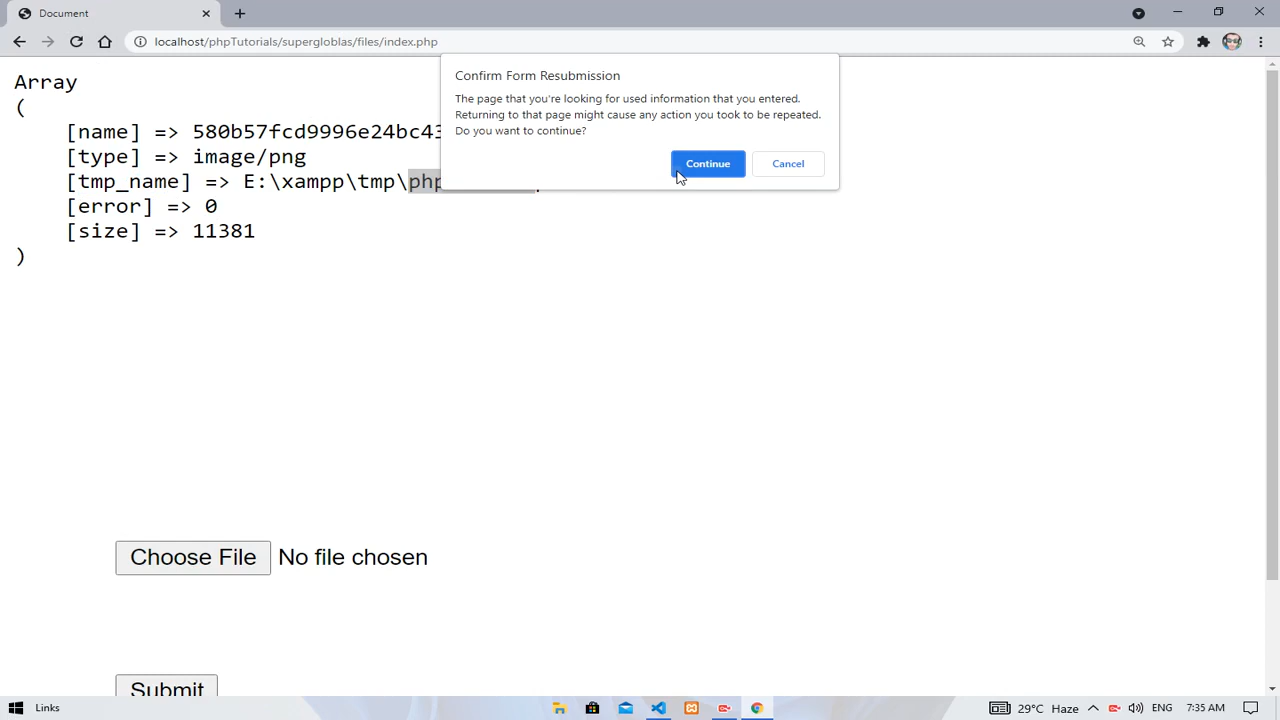 Document
localhost/phpTutorials/supergloblas/files/index.php
Confirm Form Resubmission
The page that you're looking for used information that you entered.
Returning to that page might cause any action you took to be repeated.
Do you want to continue?
Continue
Cancel
Array
(
[name] => 580b57fcd9996e24bc43
[type] => image/png
[tmp_name] => E:\xampp\tmp\php
[error] => 0
[size] => 11381
)
Choose File No file chosen
Submit
Links
29°C Haze
ENG
7:35 AM